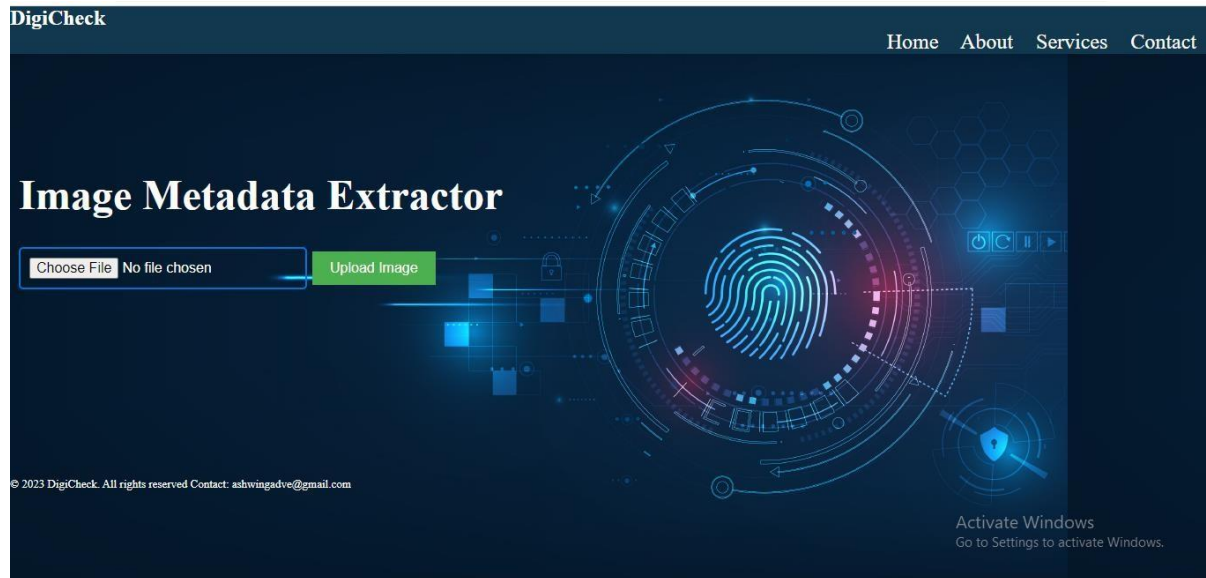 DigiCheck
Home About Services Contact
Image Metadata Extractor
Choose File No file chosen Upload Image
© 2023 DigiCheck. All rights reserved Contact: ashwingadve@gmail.com
Activate Windows
Go to Settings to activate Windows.